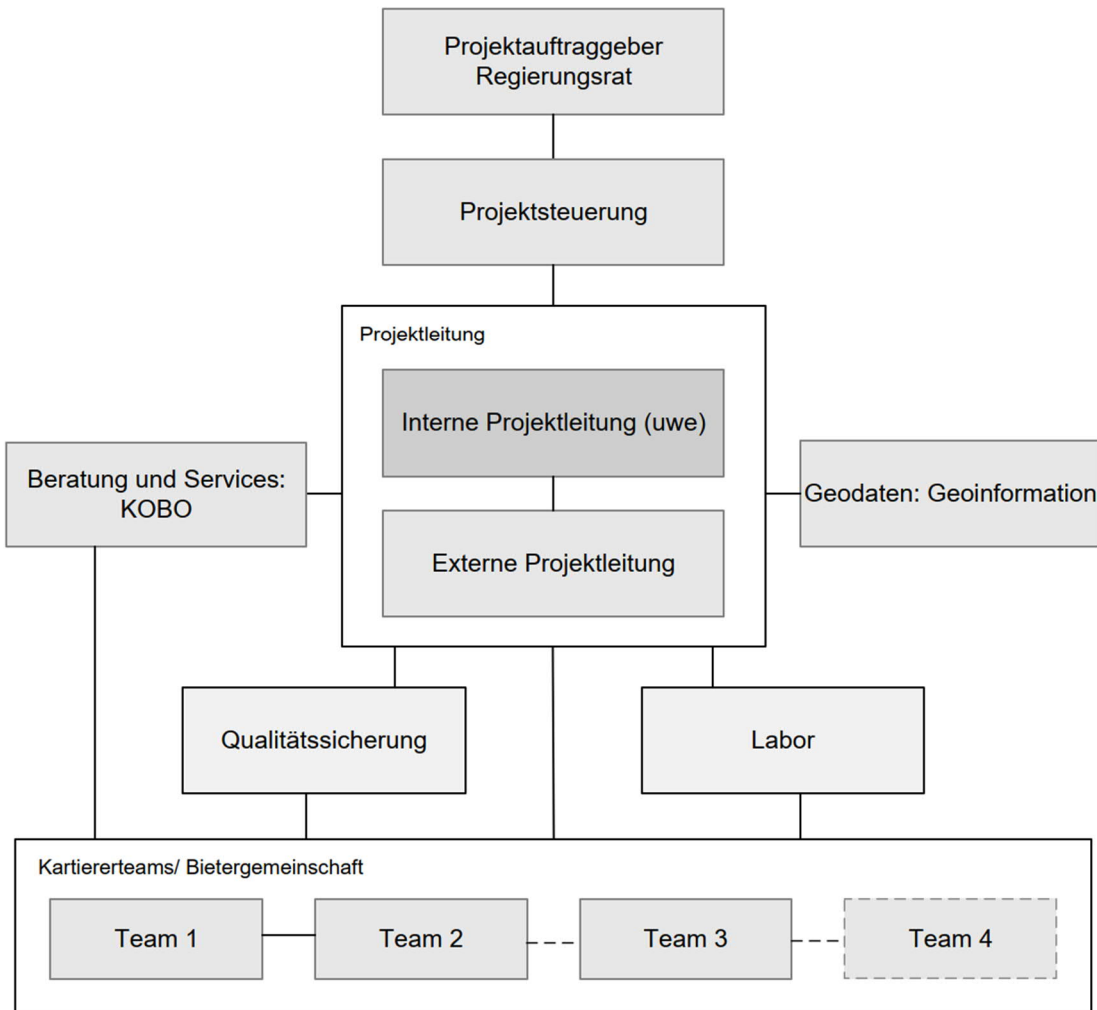 Projektauftraggeber
Regierungsrat
Projektsteuerung
Projektleitung
Interne Projektleitung (uwe)
Beratung und Services:
KOBO
Geodaten: Geoinformation
Externe Projektleitung
Qualitätssicherung
Labor
Kartiererteams/ Bietergemeinschaft
Team 1
Team 2
Team 3
Team 4